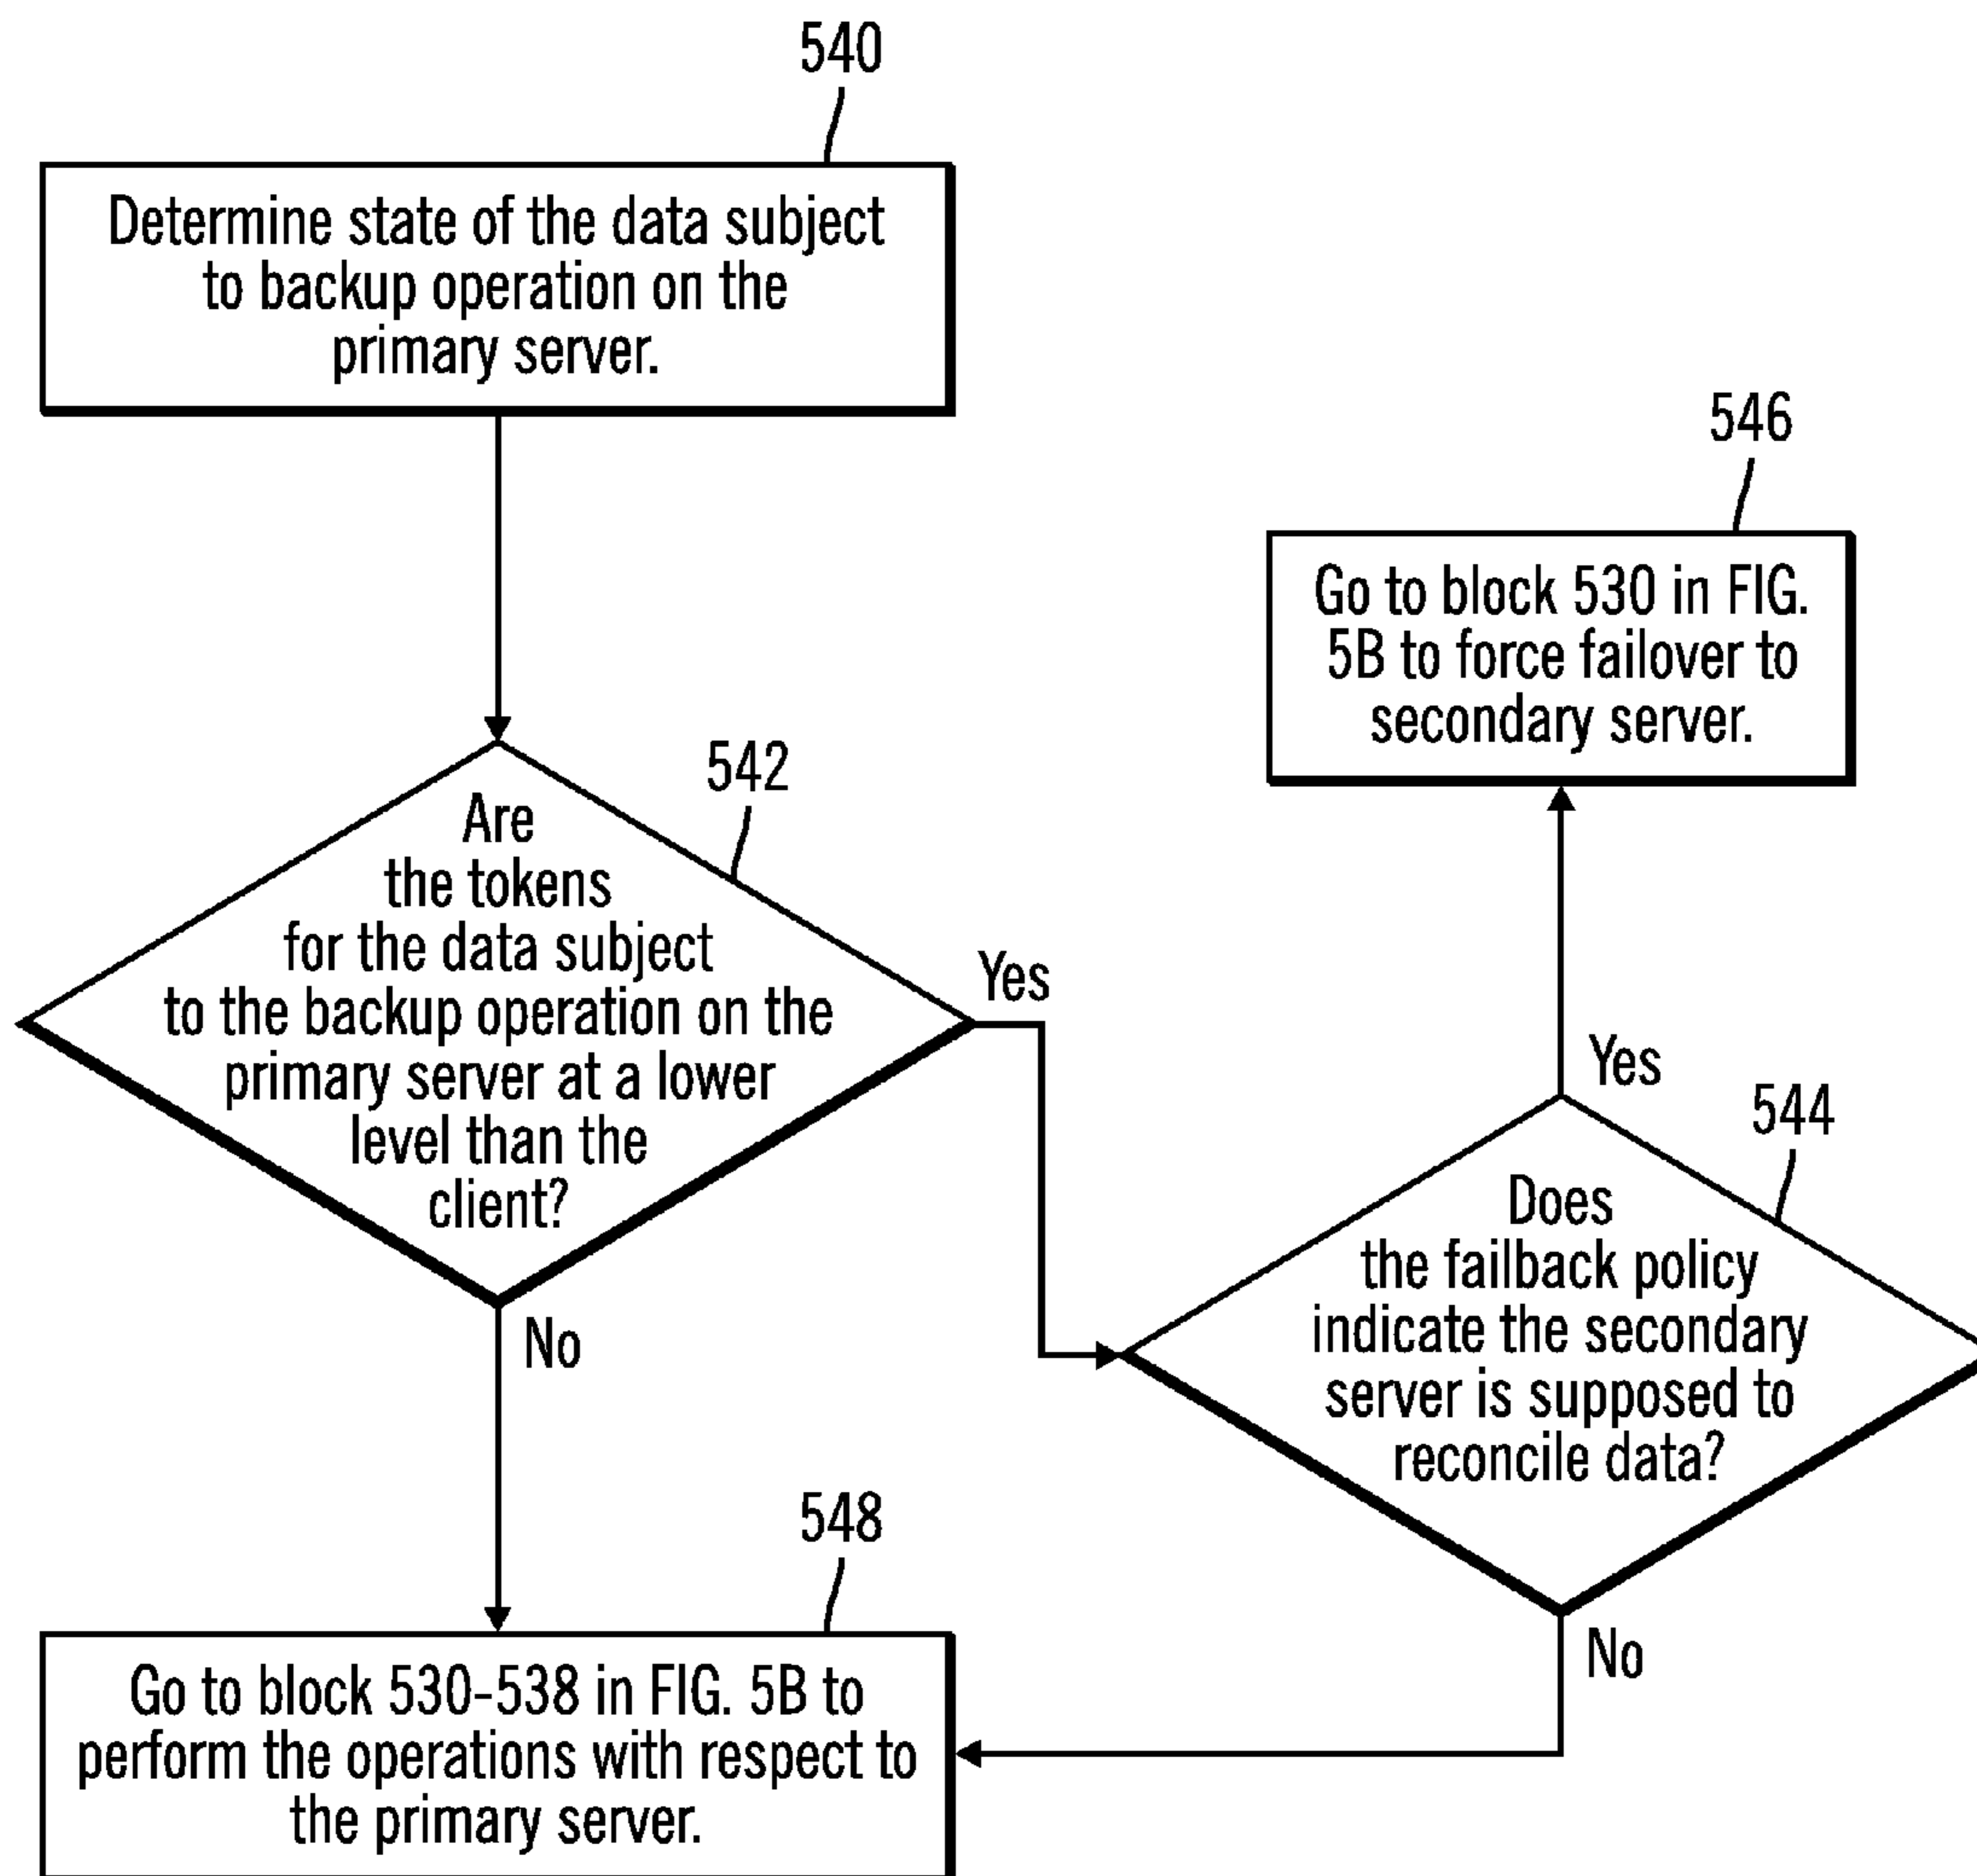 540
Determine state of the data subject
to backup operation on the
primary server.
542
Are
the tokens
for the data subject
to the backup operation on the
primary server at a lower
level than the
client?
Yes
No
546
Go to block 530 in FIG.
5B to force failover to
secondary server.
Yes
544
Does
the failback policy
indicate the secondary
server is supposed to
reconcile data?
No
548
Go to block 530-538 in FIG. 5B to
perform the operations with respect to
the primary server.